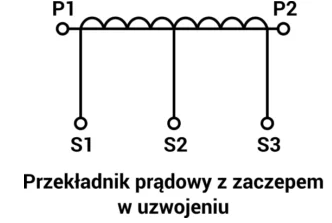 P1 P2
S1 S2 S3
Przekładnik prądowy z zaczepem
w uzwojeniu